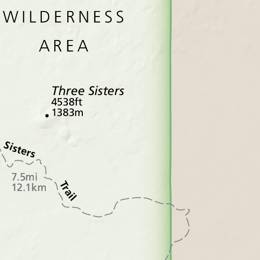 WILDERNESS
AREA
Three Sisters
4538ft
1383m
Sisters
7.5mi
12.1km
Trail